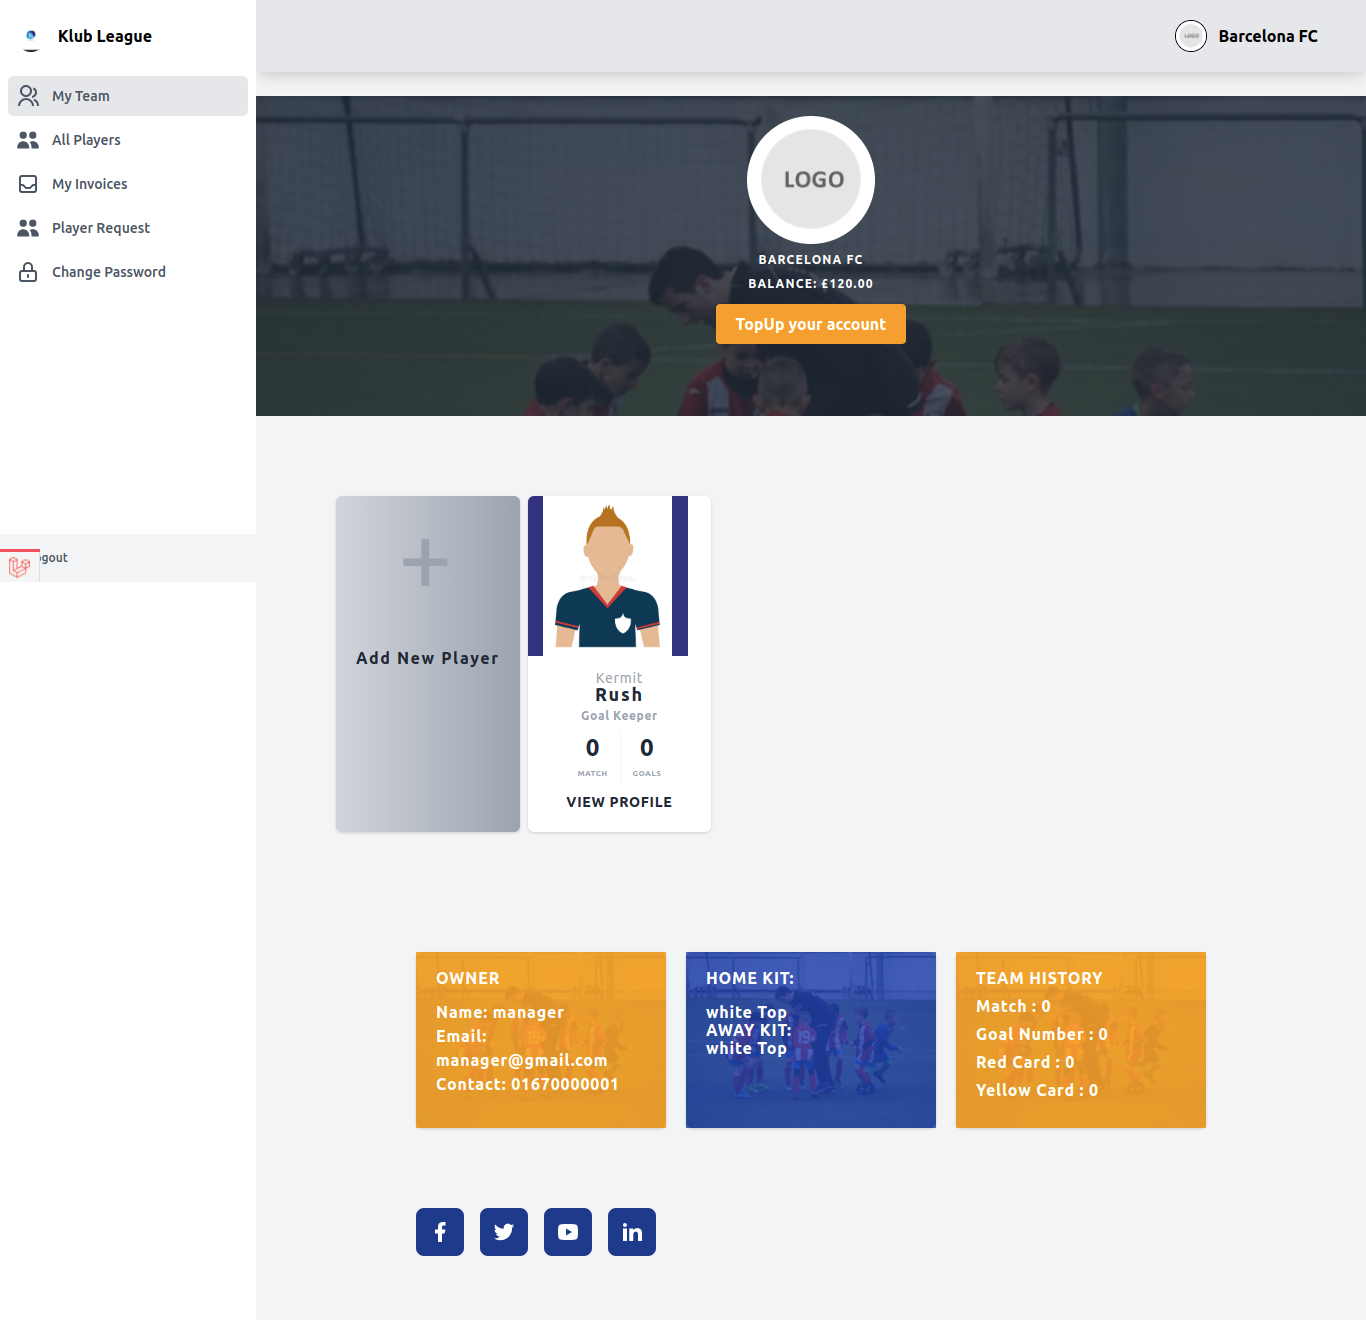 Klub League
My Team
All Players
My Invoices
Player Request
Change Password
ogout
LOGO
Barcelona FC
LOGO
BARCELONA FC
BALANCE: £120.00
TopUp your account
Add New Player
Kermit
Rush
Goal Keeper
0 0
MATCH GOALS
VIEW PROFILE
OWNER
Name: manager
Email:
manager@gmail.com
Contact: 01670000001
HOME KIT:
white Top
AWAY KIT:
white Top
TEAM HISTORY
Match : 0
Goal Number : 0
Red Card : 0
Yellow Card : 0